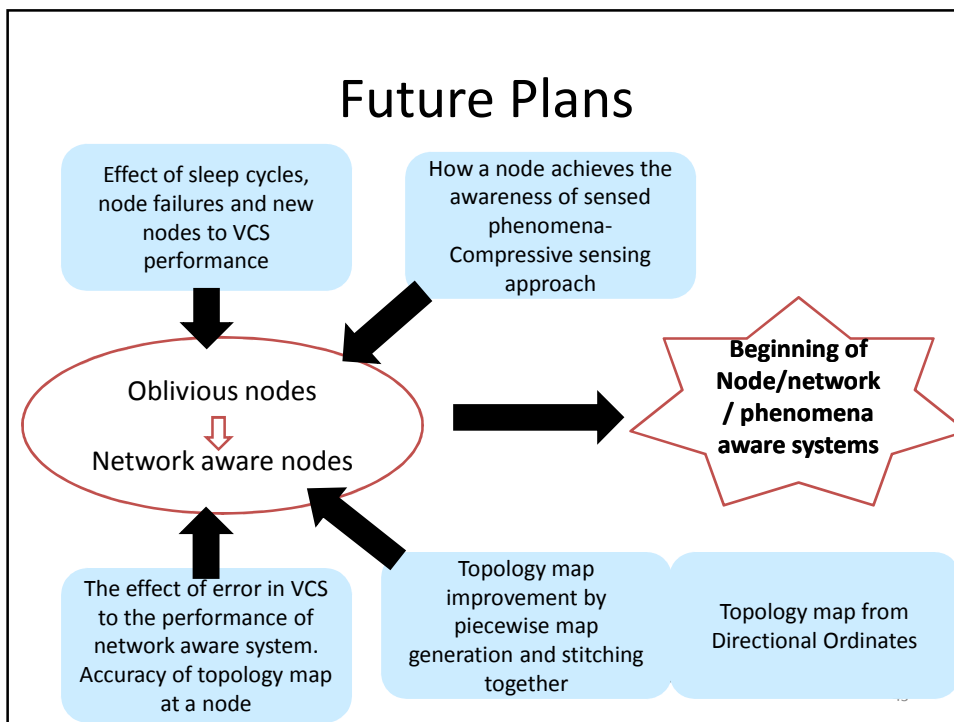 Future Plans
Effect of sleep cycles,
node failures and new
nodes to VCS
performance
How a node achieves the
awareness of sensed
phenomena-
Compressive sensing
approach
Oblivious nodes
Network aware nodes
Beginning of
Node/network
/ phenomena
aware systems
The effect of error in VCS
to the performance of
network aware system.
Accuracy of topology map
at a node
Topology map
improvement by
piecewise map
generation and stitching
together
Topology map from
Directional Ordinates